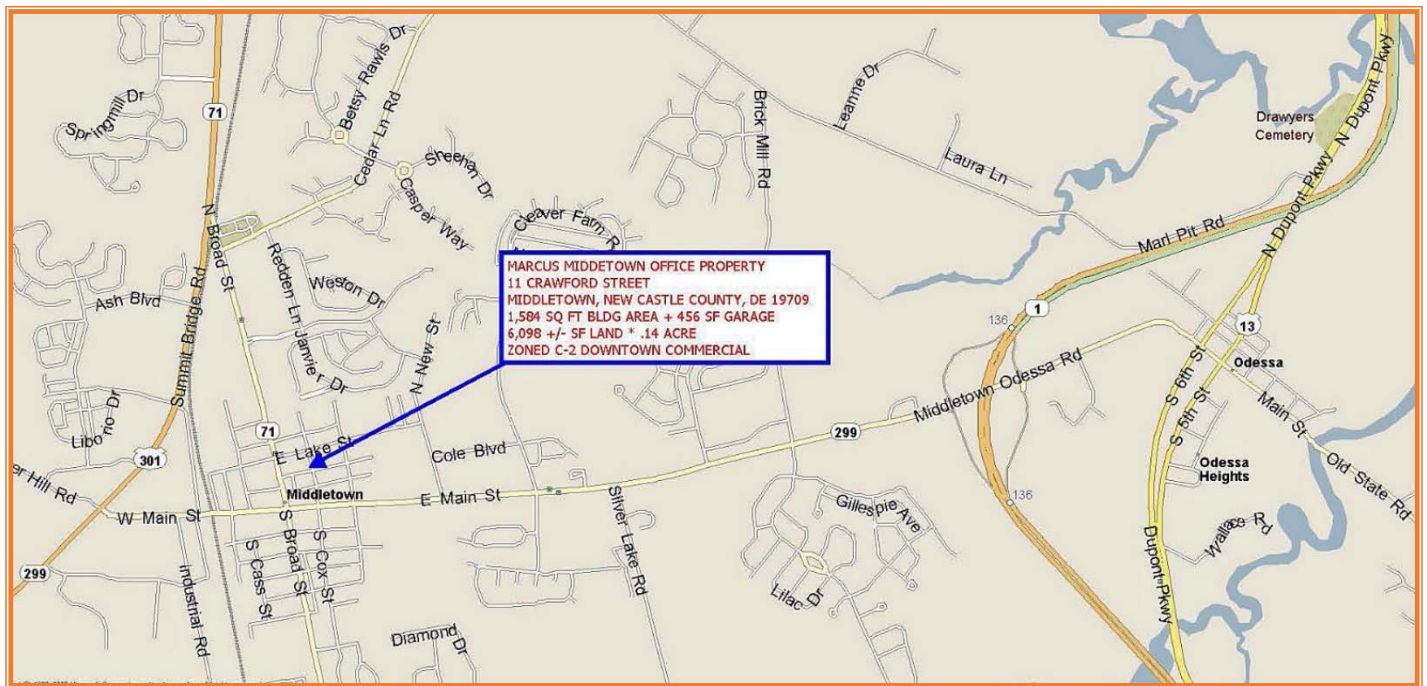 Springmill Dr
71
Betsy Rawls Dr
Cedar Ln Rd
Sheehan Dr
Casper Way
Cleaver Farm R
Brick Mill Rd
Leanne Dr
Laura Ln
Drawyers
Cemetery
N Dupont Pkwy
N Dupont Pkwy
Marl Pit Rd
N Broad St
Redden Ln
Weston Dr
Janvier Dr
N New St
Ash Blvd
Summit Bridge Rd
MARCUS MIDDETOWN OFFICE PROPERTY
11 CRAWFORD STREET
MIDDLETOWN, NEW CASTLE COUNTY, DE 19709
1,584 SQ FT BLDG AREA + 456 SF GARAGE
6,098 +/- SF LAND * .14 ACRE
ZONED C-2 DOWNTOWN COMMERCIAL
136
1
13
Middletown Odessa Rd
S 6th St
S 5th St
Odessa
Main St
Old State Rd
Odessa
Heights
Libo no Dr
301
71
E Lake St
Cole Blvd
299
er Hill Rd
W Main St
Middletown
E Main St
Silver Lake Rd
Gillespie Ave
136
Wallace Rd
299
Industrial Rd
S Cass St
S Broad St
S Cox St
Diamond Dr
Lilac Dr
Dupont Pkwy